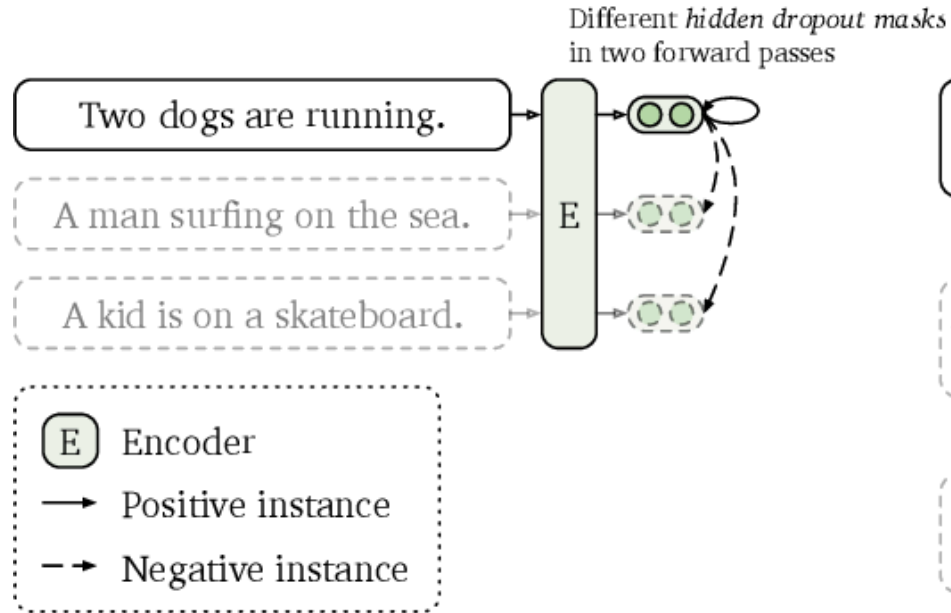 Different hidden dropout masks
in two forward passes
Two dogs are running.
A man surfing on the sea.
E
A kid is on a skateboard.
E Encoder
Positive instance
Negative instance